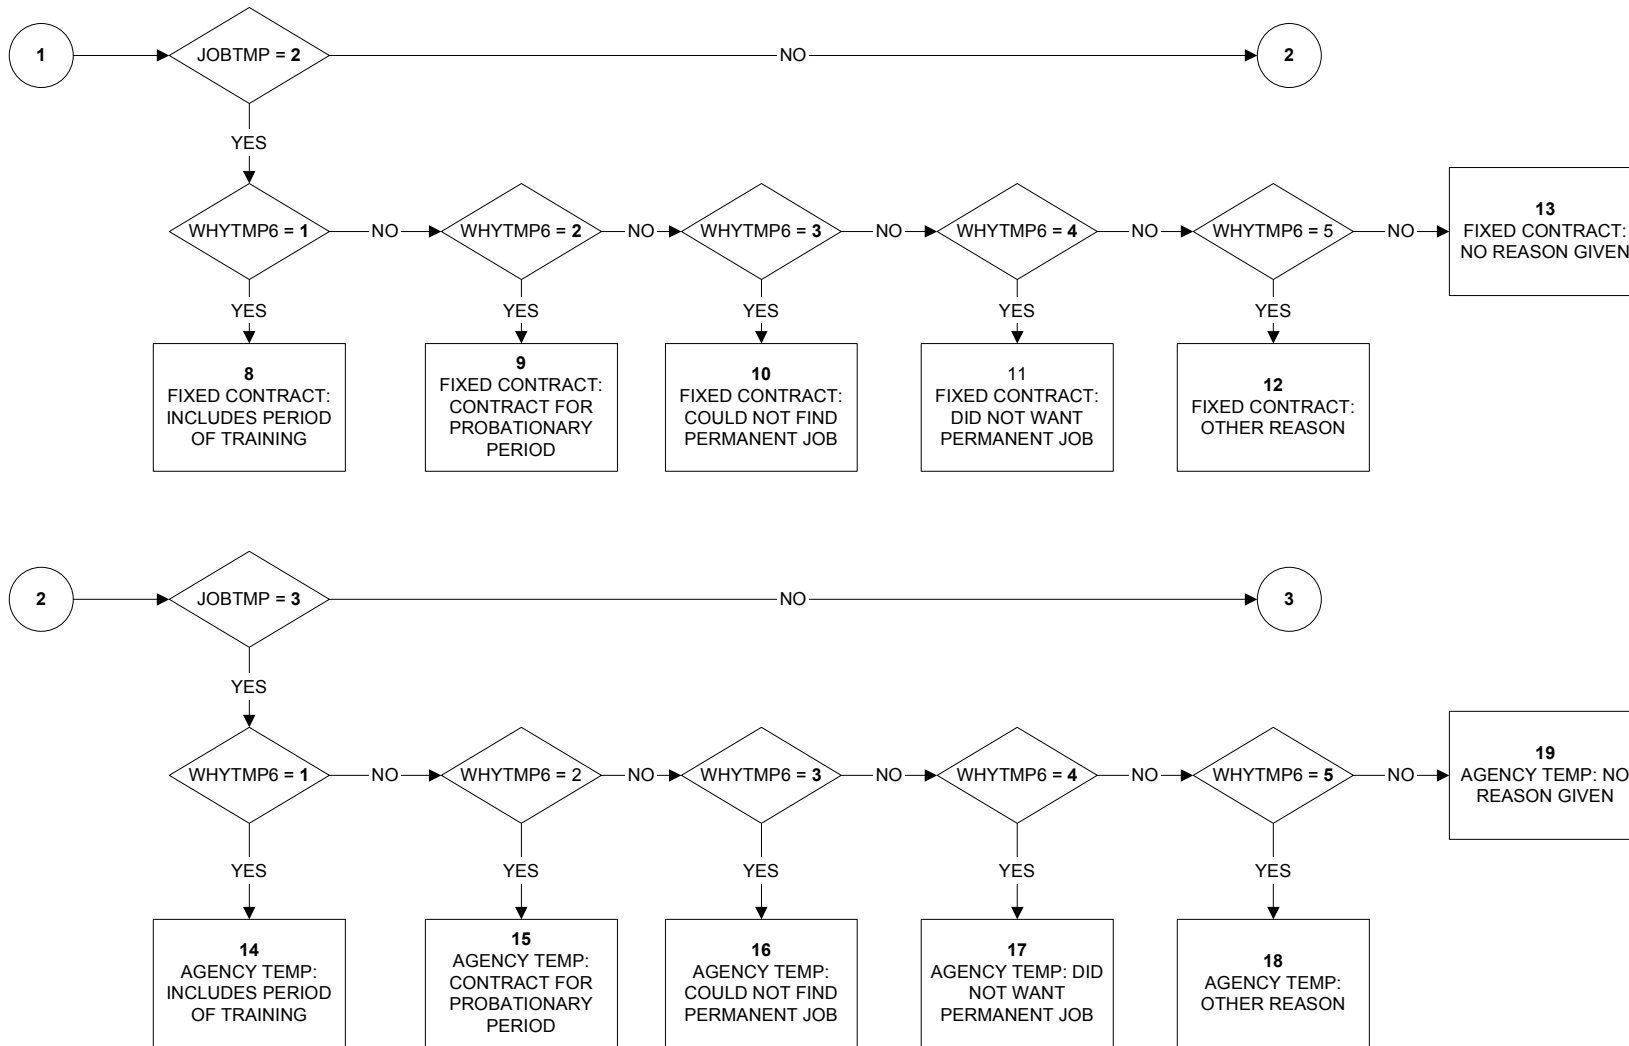 1
JOBTMP = 2
NO
2
YES
WHYTMP6 = 1
NO
WHYTMP6 = 2
NO
WHYTMP6 = 3
NO
WHYTMP6 = 4
NO
WHYTMP6 = 5
NO
13
FIXED CONTRACT:
NO REASON GIVEN
YES
YES
YES
YES
YES
8
FIXED CONTRACT:
INCLUDES PERIOD
OF TRAINING
9
FIXED CONTRACT:
CONTRACT FOR
PROBATIONARY
PERIOD
10
FIXED CONTRACT:
COULD NOT FIND
PERMANENT JOB
11
FIXED CONTRACT:
DID NOT WANT
PERMANENT JOB
12
FIXED CONTRACT:
OTHER REASON
2
JOBTMP = 3
NO
3
YES
WHYTMP6 = 1
NO
WHYTMP6 = 2
NO
WHYTMP6 = 3
NO
WHYTMP6 = 4
NO
WHYTMP6 = 5
NO
19
AGENCY TEMP: NO
REASON GIVEN
YES
YES
YES
YES
YES
14
AGENCY TEMP:
INCLUDES PERIOD
OF TRAINING
15
AGENCY TEMP:
CONTRACT FOR
PROBATIONARY
PERIOD
16
AGENCY TEMP:
COULD NOT FIND
PERMANENT JOB
17
AGENCY TEMP: DID
NOT WANT
PERMANENT JOB
18
AGENCY TEMP:
OTHER REASON